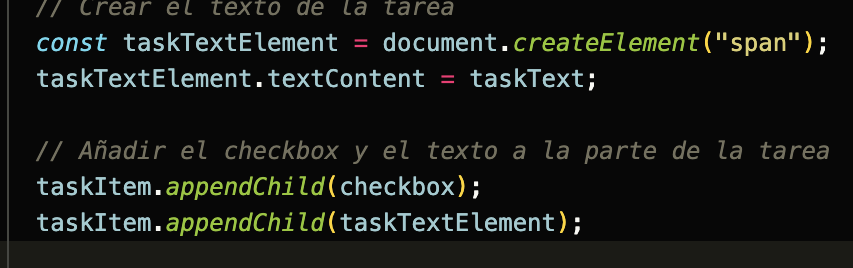 // Crear el texto de la tarea
const taskTextElement = document.createElement("span");
taskTextElement.textContent = taskText;
// Añadir el checkbox y el texto a la parte de la tarea
taskItem.appendChild(checkbox);
taskItem.appendChild(taskTextElement);